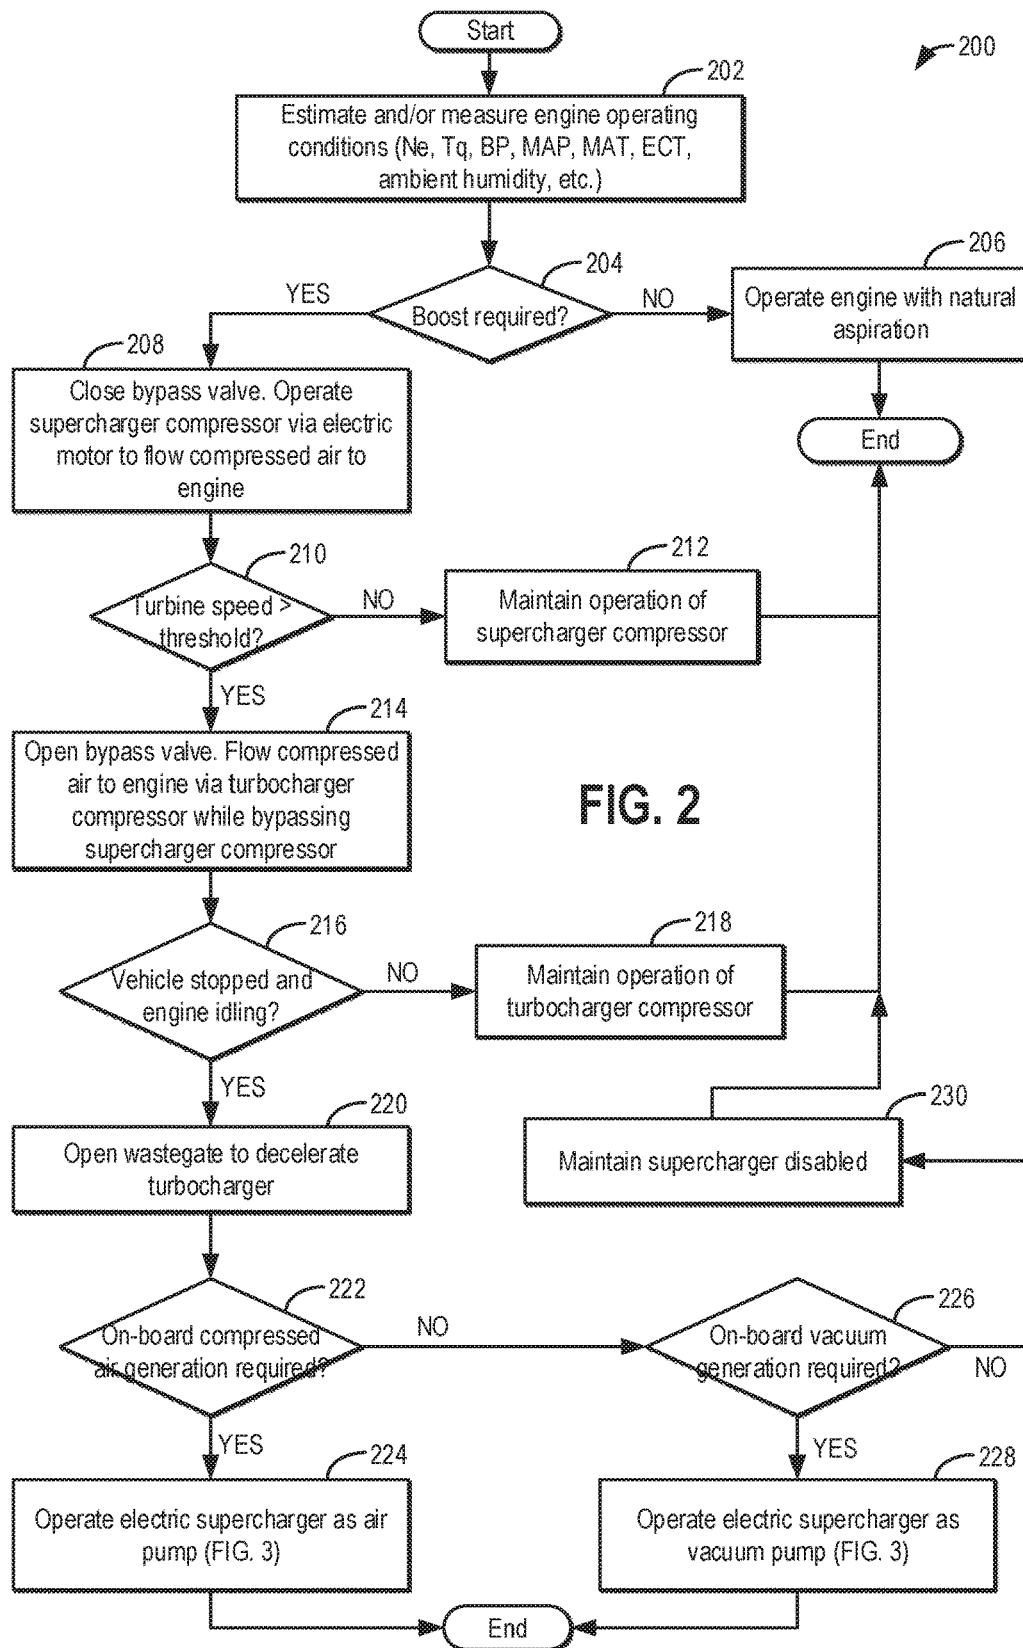 Start
200
202
Estimate and/or measure engine operating
conditions (Ne, Tq, BP, MAP, MAT, ECT,
ambient humidity, etc.)
204
206
YES
Boost required?
NO
Operate engine with natural
aspiration
208
Close bypass valve. Operate
supercharger compressor via electric
motor to flow compressed air to
engine
End
210
212
Turbine speed >
threshold?
NO
Maintain operation of
supercharger compressor
YES
214
Open bypass valve. Flow compressed
air to engine via turbocharger
compressor while bypassing
supercharger compressor
FIG. 2
216
218
Vehicle stopped and
engine idling?
NO
Maintain operation of
turbocharger compressor
YES
220
230
Open wastegate to decelerate
turbocharger
Maintain supercharger disabled
222
226
On-board compressed
air generation required?
NO
On-board vacuum
generation required?
NO
YES
224
YES
228
Operate electric supercharger as air
pump (FIG. 3)
Operate electric supercharger as
vacuum pump (FIG. 3)
End